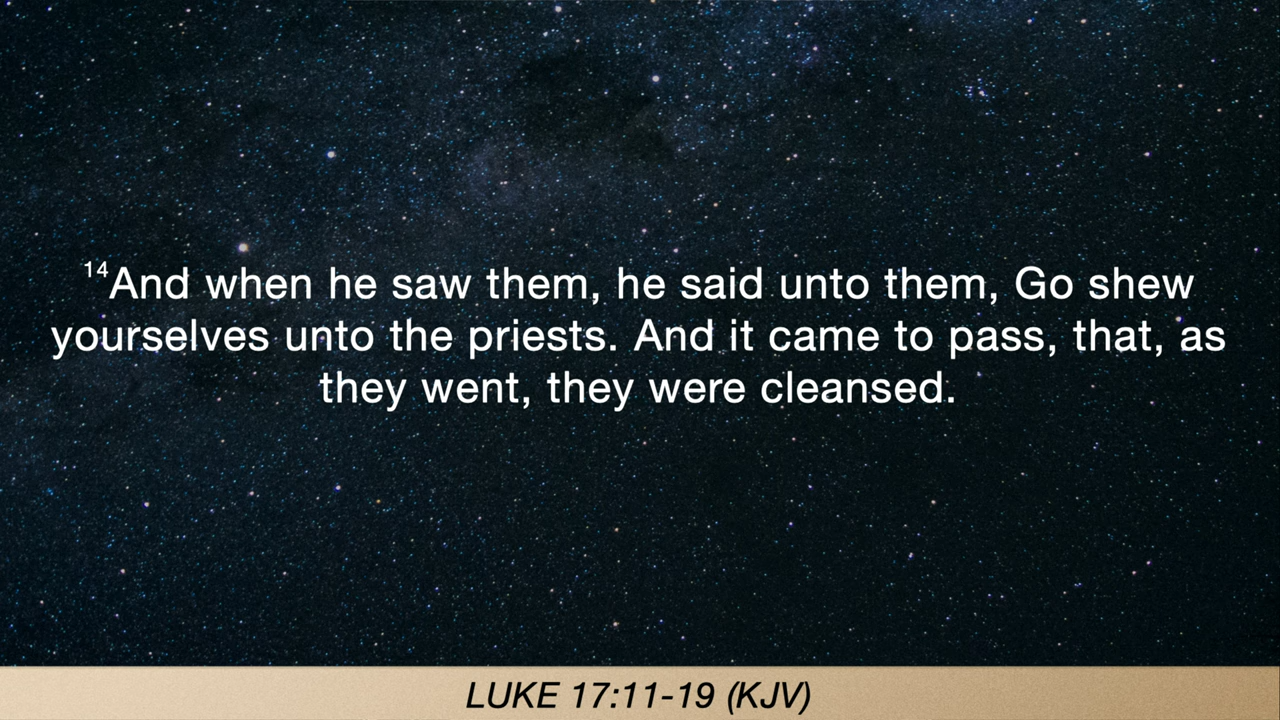 14And when he saw them, he said unto them, Go shew
yourselves unto the priests. And it came to pass, that, as
they went, they were cleansed.
LUKE 17:11-19 (KJV)